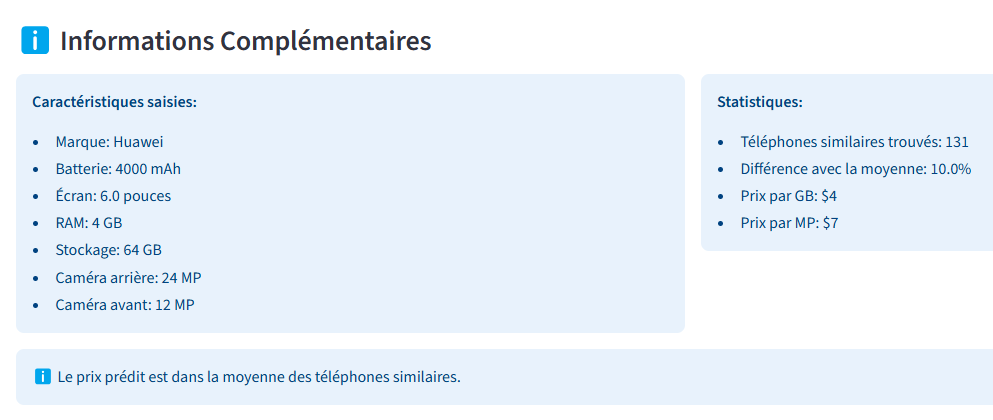 Informations Complémentaires
Caractéristiques saisies:
• Marque: Huawei
• Batterie: 4000 mAh
• Écran: 6.0 pouces
• RAM: 4 GB
• Stockage: 64 GB
• Caméra arrière: 24 MP
• Caméra avant: 12 MP
Statistiques:
• Téléphones similaires trouvés: 131
• Différence avec la moyenne: 10.0%
• Prix par GB: $4
• Prix par MP: $7
Le prix prédit est dans la moyenne des téléphones similaires.